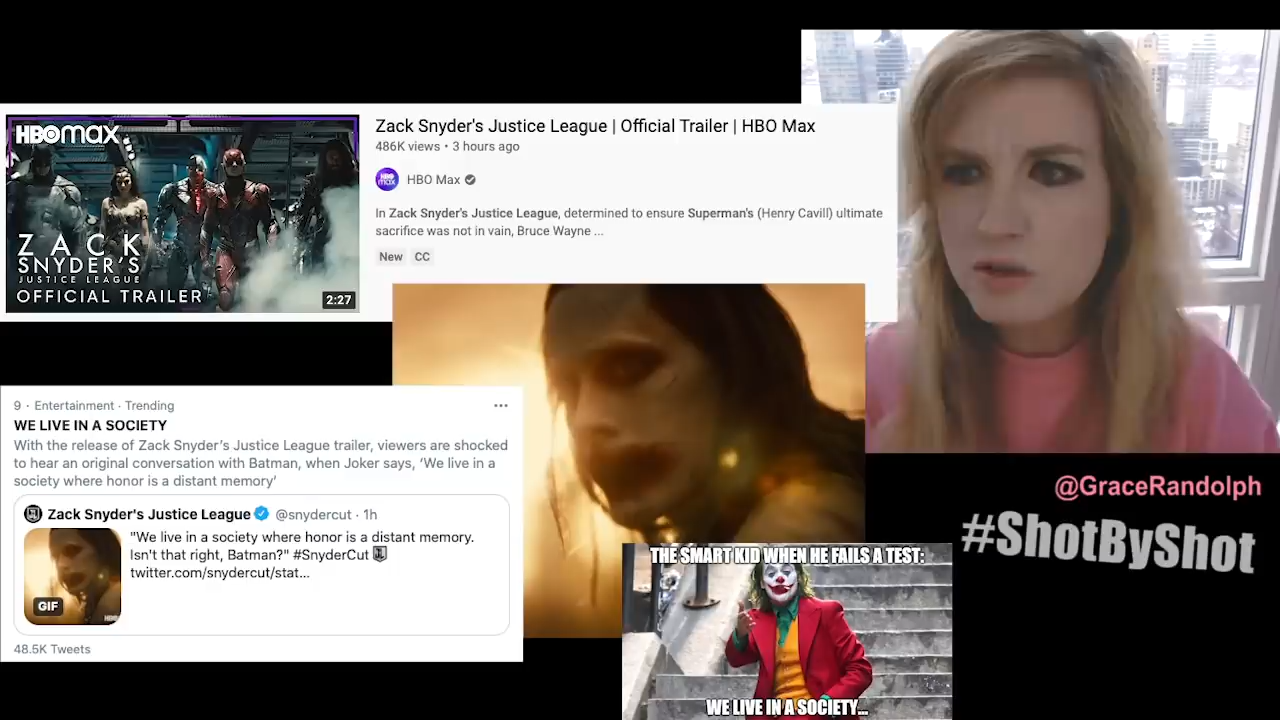 HBOmax
ZACK
SNYDER'S
JUSTICE LEAGUE
OFFICIAL TRAILER
2:27
Zack Snyder's Justice League | Official Trailer | HBO Max
486K views • 3 hours ago
HBO Max
In Zack Snyder's Justice League, determined to ensure Superman's (Henry Cavill) ultimate
sacrifice was not in vain, Bruce Wayne ...
New CC
9 · Entertainment · Trending
WE LIVE IN A SOCIETY
With the release of Zack Snyder's Justice League trailer, viewers are shocked
to hear an original conversation with Batman, when Joker says, 'We live in a
society where honor is a distant memory'
Zack Snyder's Justice League @snydercut · 1h
"We live in a society where honor is a distant memory.
Isn't that right, Batman?" #SnyderCut
twitter.com/snydercut/stat...
GIF
48.5K Tweets
THE SMART KID WHEN HE FAILS A TEST:
WE LIVE IN A SOCIETY...
@GraceRandolph
#ShotByShot